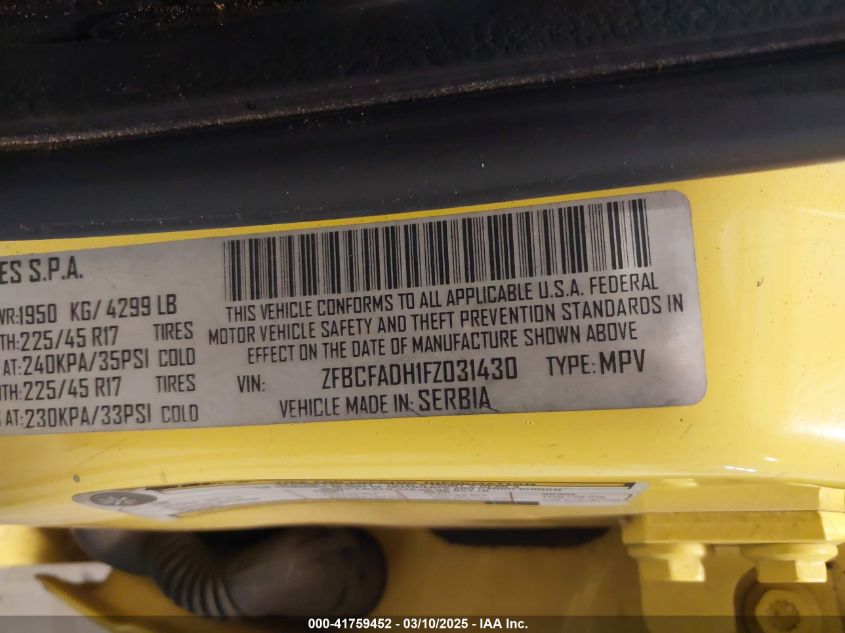 ES S.P.A.
WR:1950 KG/ 4299 LB
TH:225/45 R17 TIRES
AT:240KPA/35PSI COLD
ITH:225/45 R17 TIRES
AT:230KPA/33PSI COLD
THIS VEHICLE CONFORMS TO ALL APPLICABLE U.S.A. FEDERAL
MOTOR VEHICLE SAFETY AND THEFT PREVENTION STANDARDS IN
EFFECT ON THE DATE OF MANUFACTURE SHOWN ABOVE
VIN: ZFBCFADH1FZ031430 TYPE: MPV
VEHICLE MADE IN: SERBIA
000-41759452 - 03/10/2025 - IAA Inc.